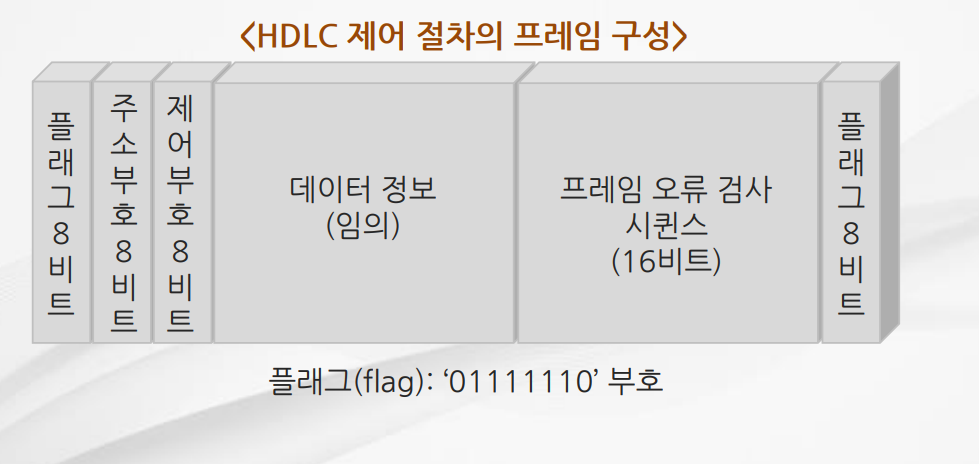 <HDLC 제어 절차의 프레임 구성>
플래그8비트
주소부호8비트
제어부호8비트
데이터 정보
(임의)
프레임 오류 검사
시퀸스
(16비트)
플래그8비트
플래그(flag): ‘01111110’ 부호